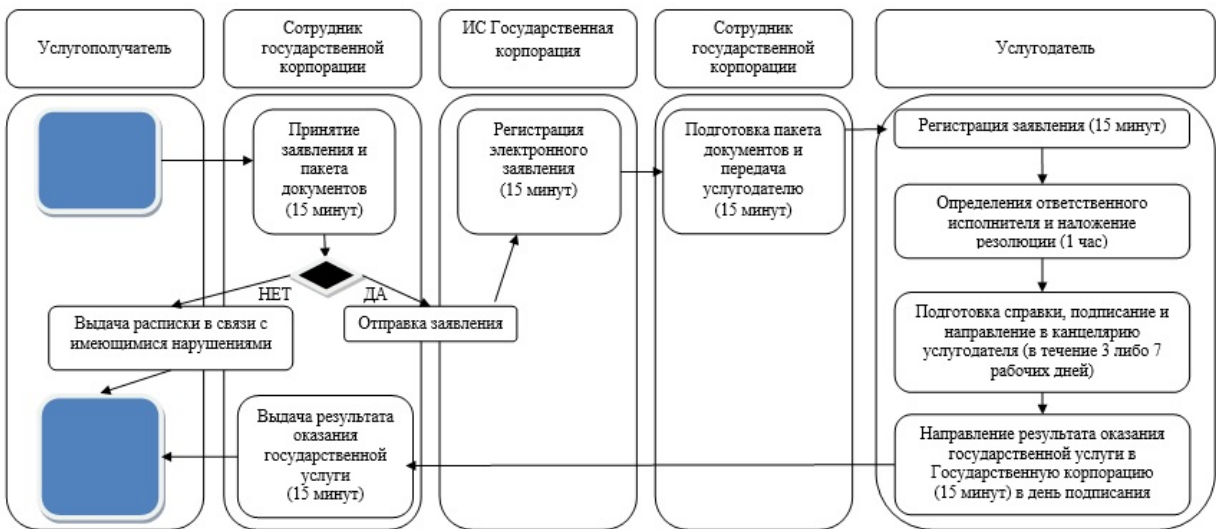 Услугополучатель
Сотрудник
государственной
корпорации
ИС Государственная
корпорация
Сотрудник
государственной
корпорации
Услугодатель
Принятие
заявления и
пакета
документов
(15 минут)
Регистрация
электронного
заявления
(15 минут)
Подготовка пакета
документов и
передача
услугодателю
(15 минут)
Регистрация заявления (15 минут)
Определения ответственного
исполнителя и наложение
резолюции (1 час)
НЕТ
ДА
Выдача расписки в связи с
имеющимися нарушениями
Отправка заявления
Подготовка справки, подписание и
направление в канцелярию
услугодателя (в течение 3 либо 7
рабочих дней)
Выдача результата
оказания
государственной
услуги
(15 минут)
Направление результата оказания
государственной услуги в
Государственную корпорацию
(15 минут) в день подписания